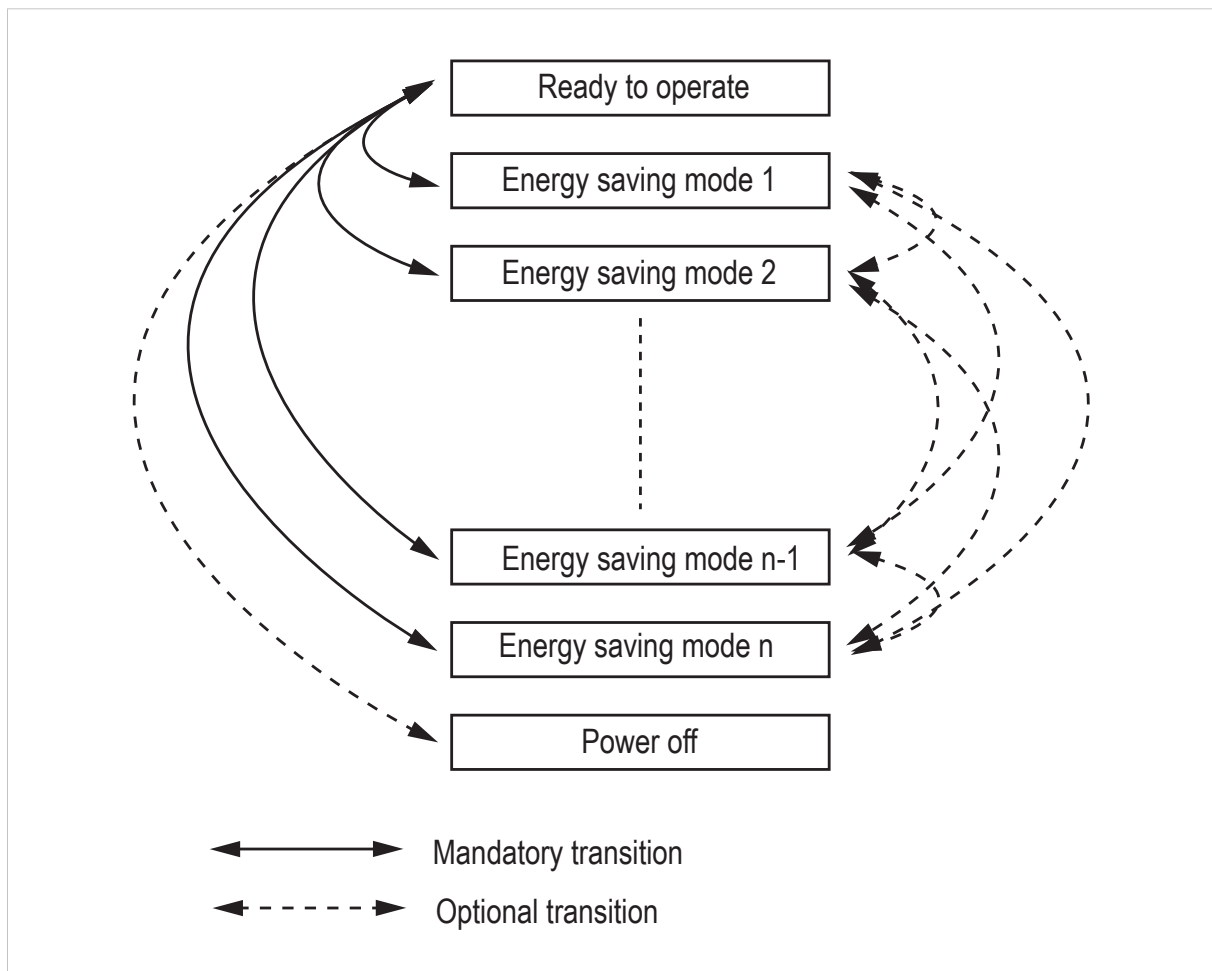 Ready to operate
Energy saving mode 1
Energy saving mode 2
Energy saving mode n-1
Energy saving mode n
Power off
Mandatory transition
Optional transition